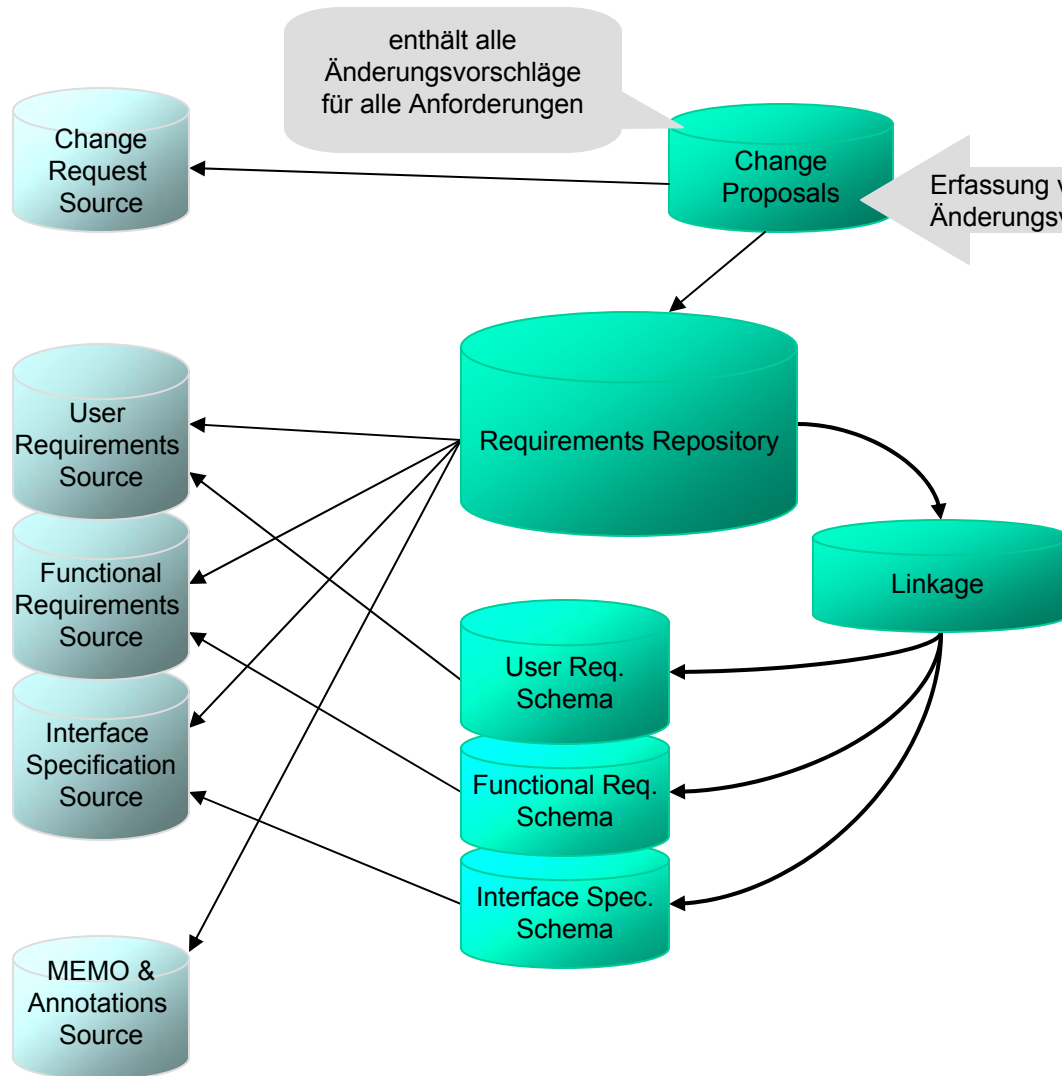 enthält alle
Änderungsvorschläge
für alle Anforderungen
Change
Request
Source
Change
Proposals
Erfassung
User
Requirements
Source
Requirements Repository
Functional
Requirements
Source
Linkage
User Req.
Schema
Interface
Specification
Source
Functional Req.
Schema
Interface Spec.
Schema
MEMO &
Annotations
Source